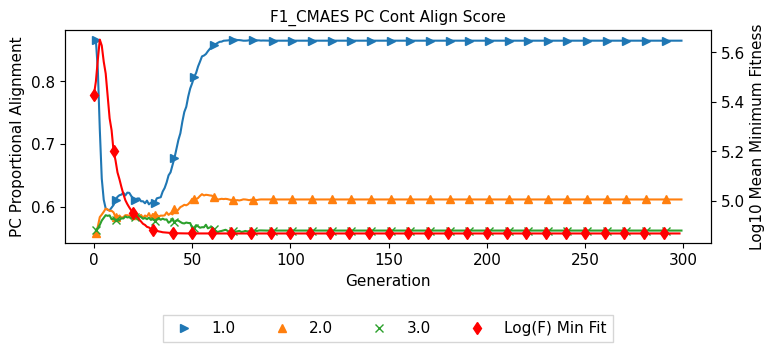 F1_CMAES PC Cont Align Score
PC Proportional Alignment
0.8
0.7
0.6
5.6
5.4
5.2
5.0
Log10 Mean Minimum Fitness
0 50 100 150 200 250 300
Generation
1.0 2.0 3.0 Log(F) Min Fit